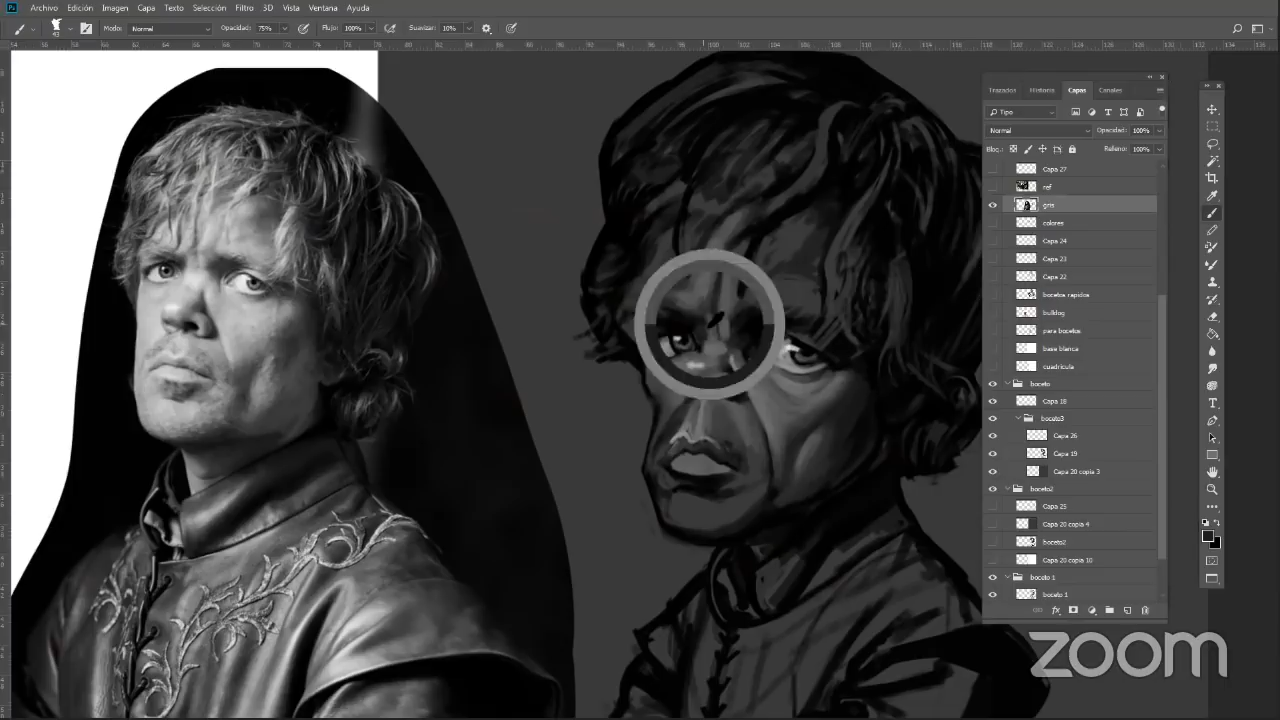 Ps Archivo Edición Imagen Capa Texto Selección Filtro 3D Vista Ventana Ayuda
43 Modo: Normal Opacidad: 75% Flujo: 100% Suavizar: 10%
Trazados Historia Capas Canales
Tipo
Normal Opacidad: 100%
Bloq.: Relleno: 100%
Capa 27
ref
gris
colores
Capa 24
Capa 23
Capa 22
bocetos rapidos
bulldog
para bocetos
base blanca
cuadricula
boceto
Capa 18
boceto3
Capa 26
Capa 19
Capa 20 copia 3
boceto2
Capa 25
Capa 20 copia 4
boceto2
Capa 20 copia 10
boceto 1
boceto 1
fx
zoom